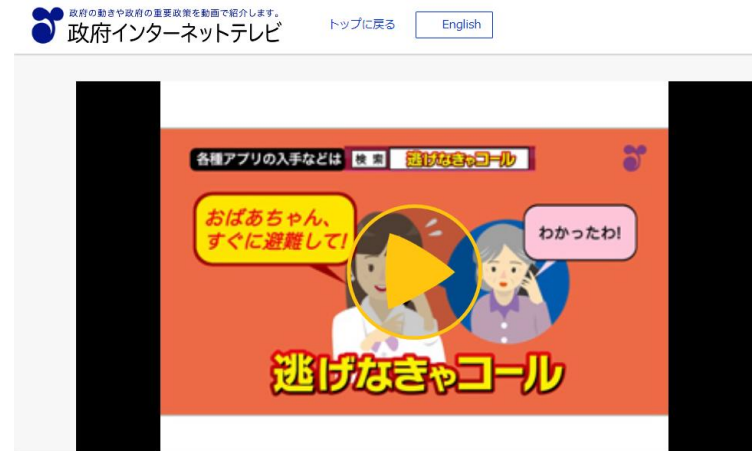 政府の動きや政府の重要政策を動画で紹介します。
政府インターネットテレビ
トップに戻る
English
各種アプリの入手などは 検索 逃げなきゃコール
おばあちゃん、
すぐに避難して!
わかったわ!
逃げなきゃコール